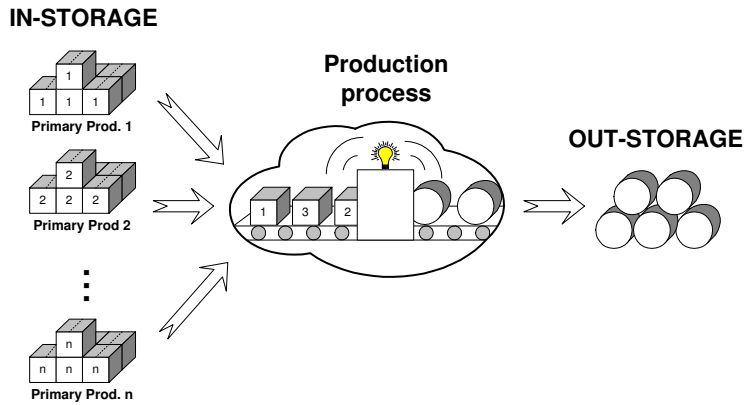 IN-STORAGE
1
1 1 1
Primary Prod. 1
2
2 2 2
Primary Prod 2
n
n n n
Primary Prod. n
Production
process
1 3 2
OUT-STORAGE